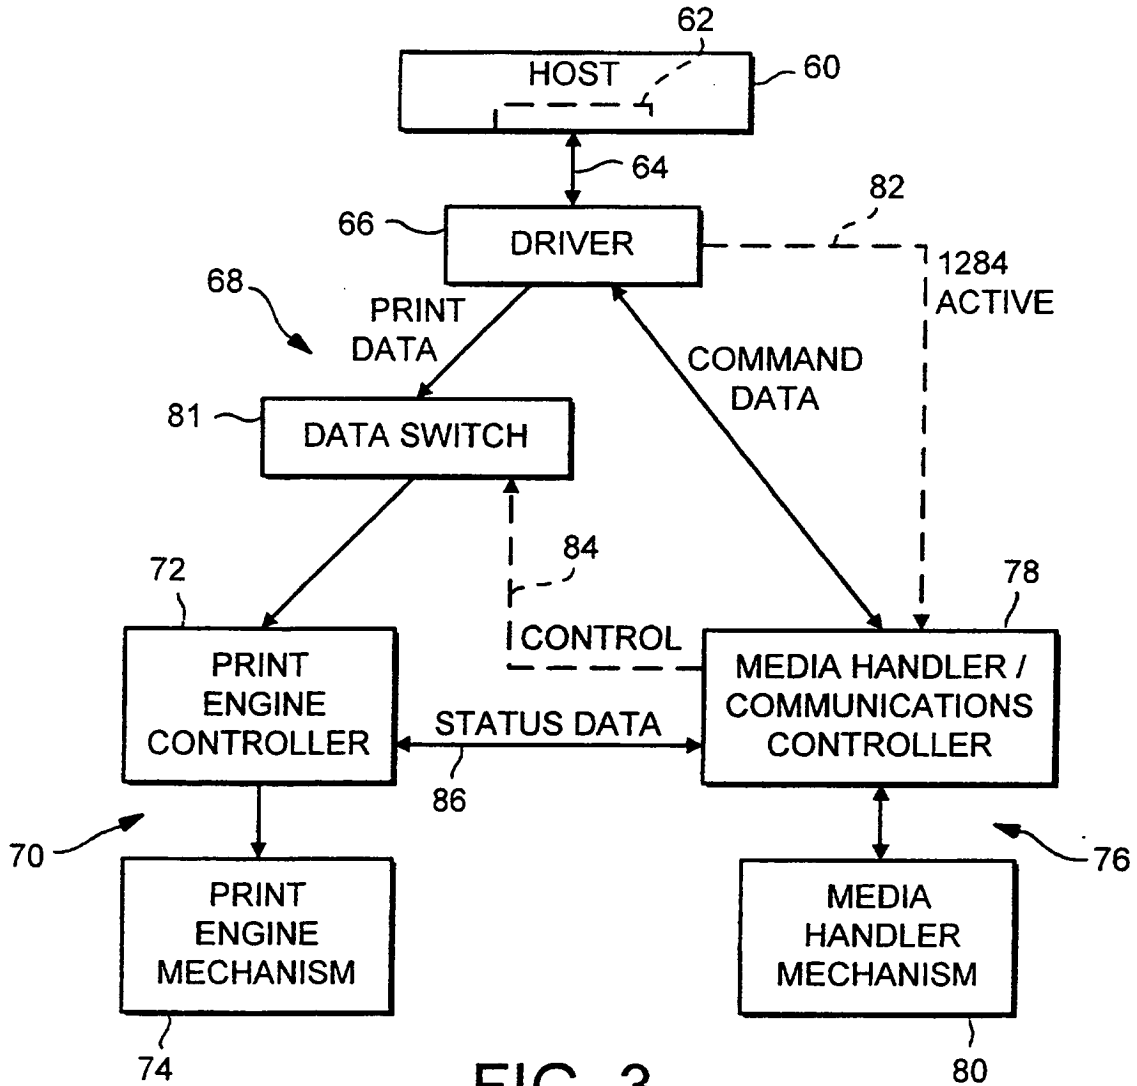 62
HOST
60
64
82
66
DRIVER
1284
ACTIVE
68
PRINT
DATA
COMMAND
DATA
81
DATA SWITCH
84
72
78
CONTROL
PRINT
ENGINE
CONTROLLER
MEDIA HANDLER /
COMMUNICATIONS
CONTROLLER
STATUS DATA
86
70
76
PRINT
ENGINE
MECHANISM
MEDIA
HANDLER
MECHANISM
74
80
FIG. 3